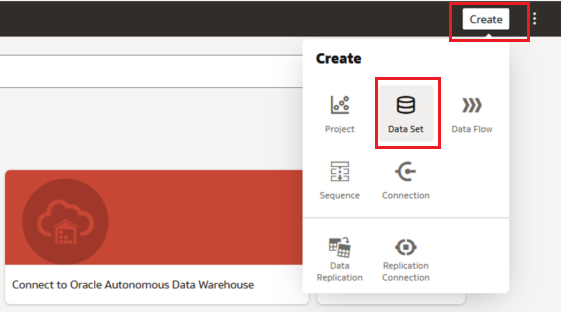 Create
Create
Project
Data Set
Data Flow
Sequence
Connection
Data
Replication
Replication
Connection
Connect to Oracle Autonomous Data Warehouse